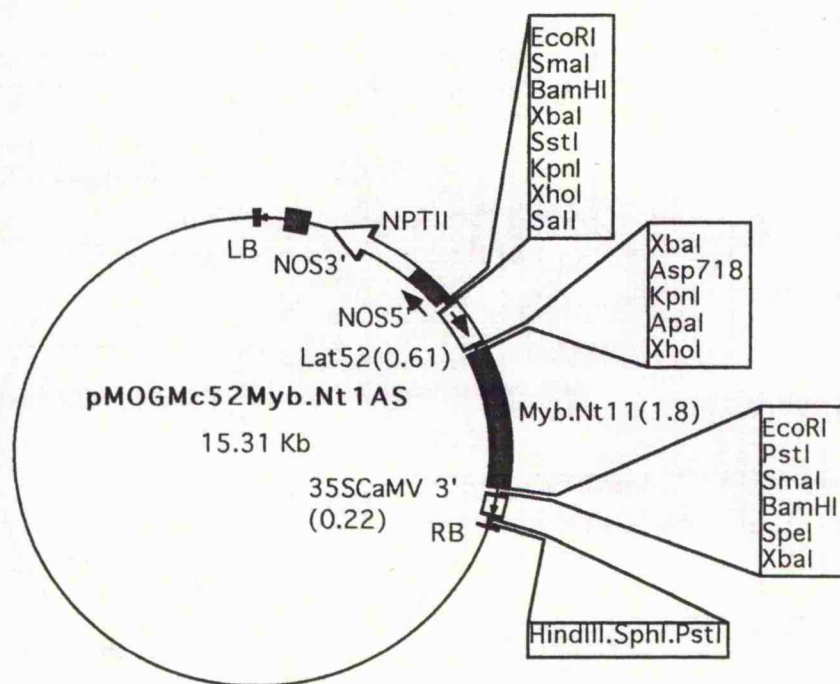 EcoRI
SmaI
BamHI
XbaI
SstI
KpnI
XhoI
SalI
NPTII
LB
NOS3'
XbaI
Asp718
KpnI
ApaI
XhoI
NOS5'
Lat52(0.61)
pMOGMc52Myb.Nt1AS
15.31 Kb
Myb.Nt11(1.8)
EcoRI
PstI
SmaI
BamHI
SpeI
XbaI
35SCaMV 3'
(0.22)
RB
HindIII.SphI.PstI